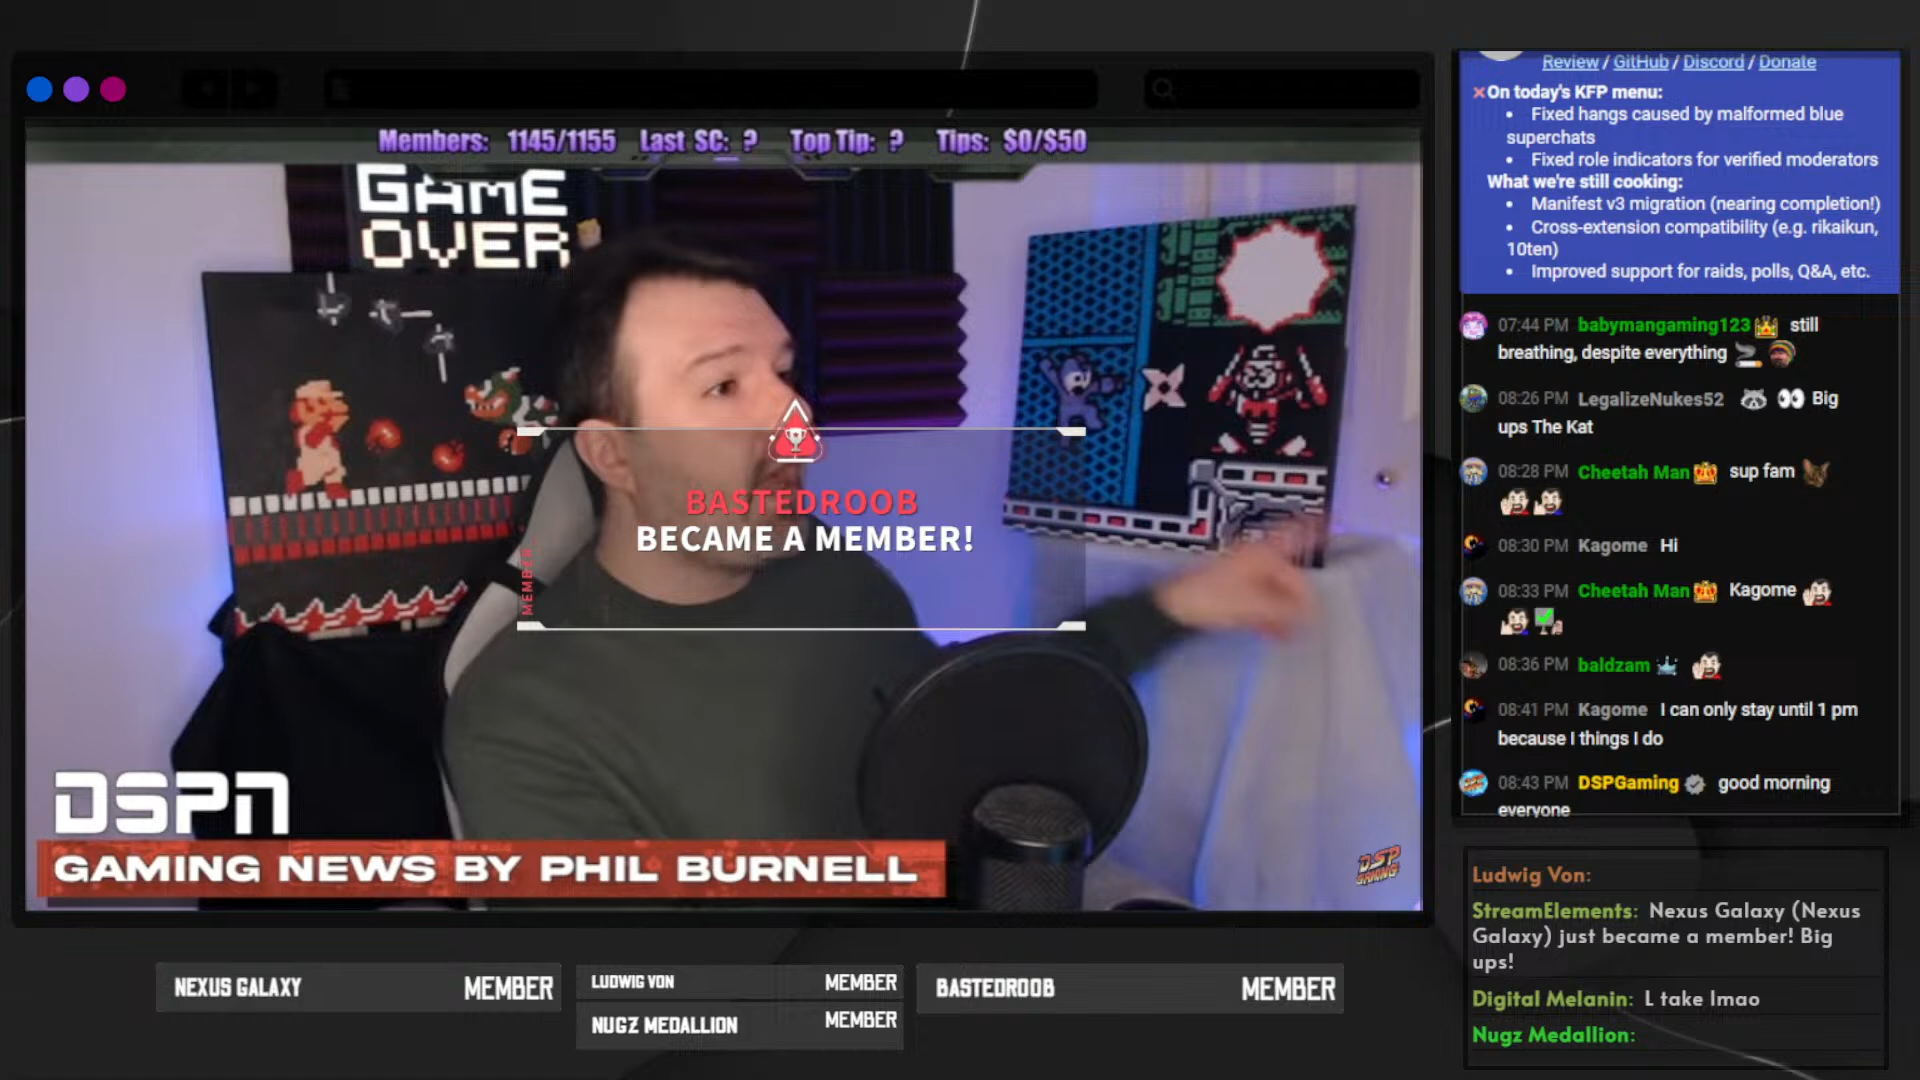 Members: 1145/1155 Last SC: ? Top Tip: ? Tips: $0/$50
GAME
OVER
BASTEDROOB
BECAME A MEMBER!
MEMBER
DSPN
GAMING NEWS BY PHIL BURNELL
DSP
GAMING
NEXUS GALAXY MEMBER
LUDWIG VON MEMBER
NUGZ MEDALLION MEMBER
BASTEDROOB MEMBER
Review / GitHub / Discord / Donate
On today's KFP menu:
• Fixed hangs caused by malformed blue
superchats
• Fixed role indicators for verified moderators
What we're still cooking:
• Manifest v3 migration (nearing completion!)
• Cross-extension compatibility (e.g. rikaikun,
10ten)
• Improved support for raids, polls, Q&A, etc.
07:44 PM babymangaming123 still
breathing, despite everything
08:26 PM LegalizeNukes52 Big
ups The Kat
08:28 PM Cheetah Man sup fam
08:30 PM Kagome Hi
08:33 PM Cheetah Man Kagome
08:36 PM baldzam
08:41 PM Kagome I can only stay until 1 pm
because I things I do
08:43 PM DSPGaming good morning
everyone
Ludwig Von:
StreamElements: Nexus Galaxy (Nexus
Galaxy) just became a member! Big
ups!
Digital Melanin: L take lmao
Nugz Medallion: